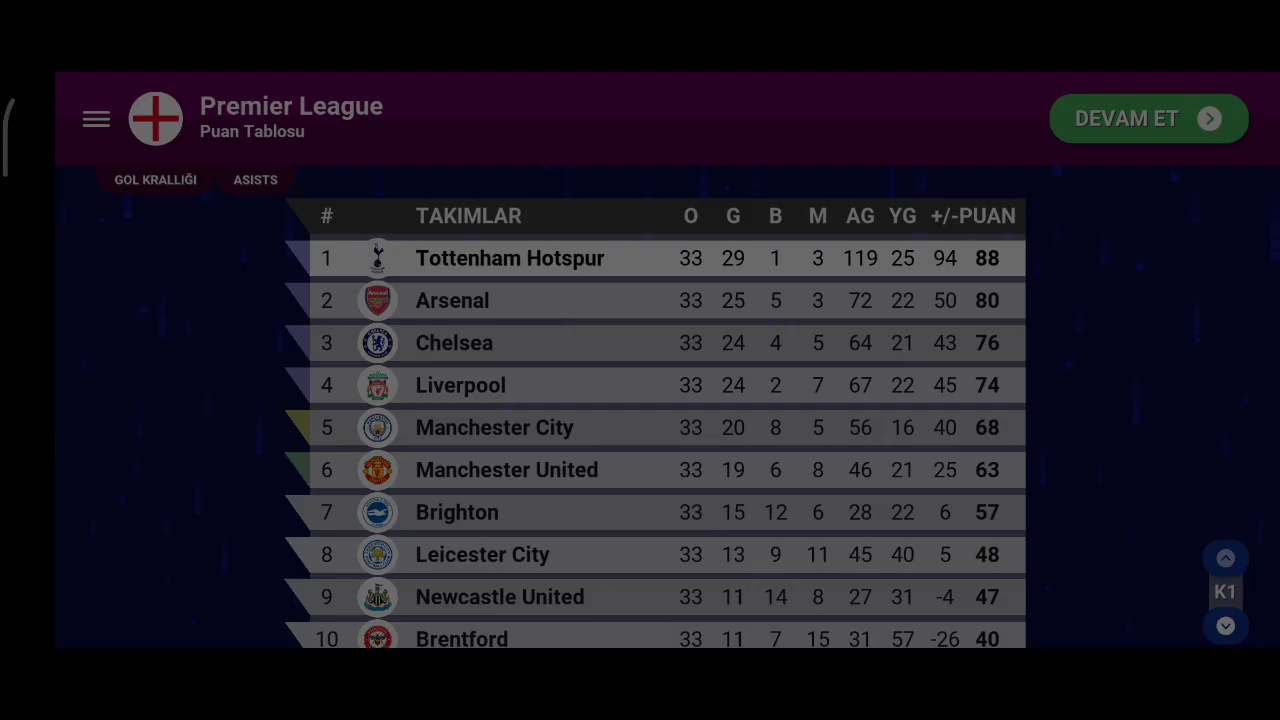 Premier League
Puan Tablosu
DEVAM ET
GOL KRALLIĞI ASISTS
# TAKIMLAR O G B M AG YG +/- PUAN
1 Tottenham Hotspur 33 29 1 3 119 25 94 88
2 Arsenal 33 25 5 3 72 22 50 80
3 Chelsea 33 24 4 5 64 21 43 76
4 Liverpool 33 24 2 7 67 22 45 74
5 Manchester City 33 20 8 5 56 16 40 68
6 Manchester United 33 19 6 8 46 21 25 63
7 Brighton 33 15 12 6 28 22 6 57
8 Leicester City 33 13 9 11 45 40 5 48
9 Newcastle United 33 11 14 8 27 31 -4 47
K1
10 Brentford 33 11 7 15 31 57 -26 40